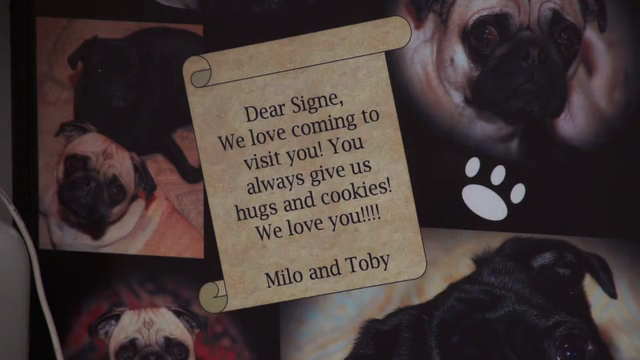 Dear Signe,
We love coming to
visit you! You
always give us
hugs and cookies!
We love you!!!!
Milo and Toby